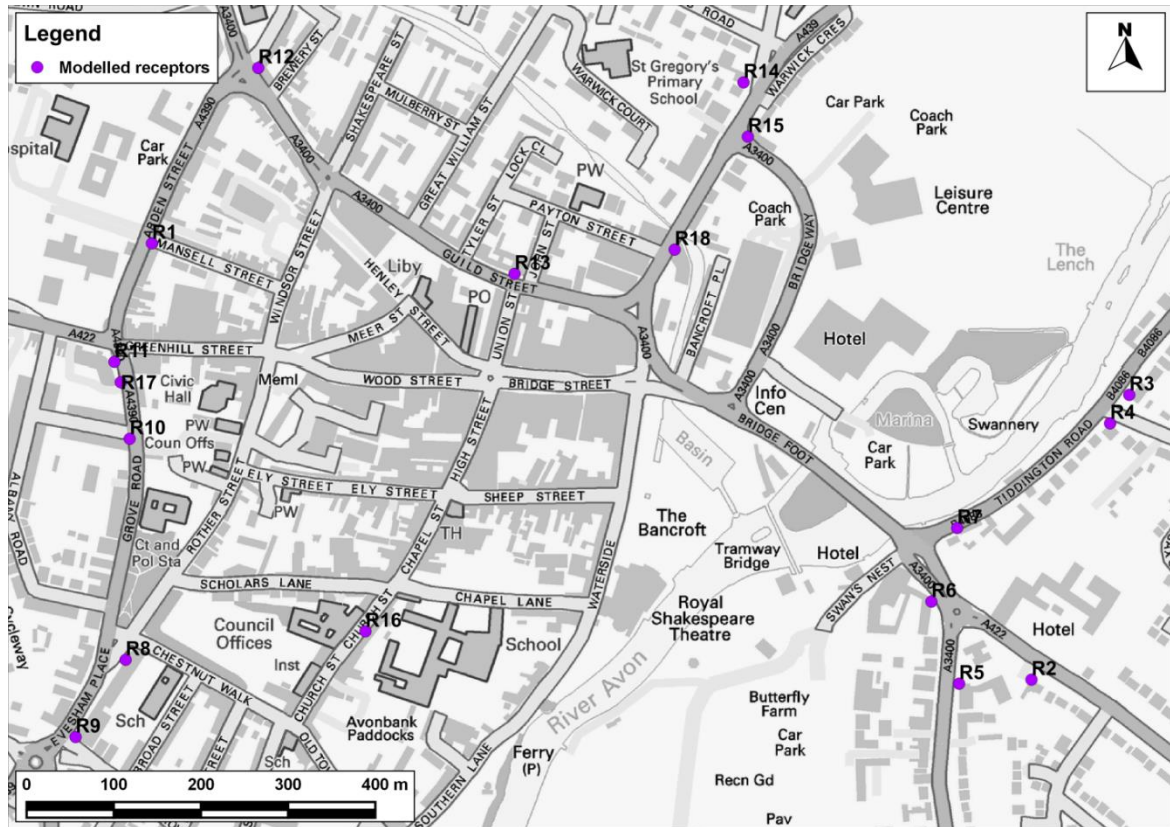 Legend
Modelled receptors
N
A3400
R12
BREWERY ST
SHAKESPEARE ST
MULBERRY ST
GREAT WILLIAM ST
WARWICK COURT
St Gregory's
Primary
School
ROAD
A439
WARWICK CRES
R14
R15
A3400
Car Park
Coach
Park
Leisure
Centre
Coach
Park
BRIDGEWAY
The
Lench
A4390
Car
Park
ARDEN STREET
R1
MANSELL STREET
WINDSOR STREET
A3400
LOCK CL
TYLER ST
PW
PAYTON STREET
R13
GUILD STREET
UNION ST
R18
BANCROFT PL
HENLEY STREET
Liby
PO
MEER ST
A422
GREENHILL STREET
R11
R17
A4390
Civic
Hall
Meml
WOOD STREET
BRIDGE STREET
A3400
A3400
A3400
Hotel
Info
Cen
Marina
Swannery
Car
Park
B4086
B4086
R3
R4
TIDDINGTON ROAD
R10
PW
Coun Offs
PW
GROVE ROAD
ALBANY ROAD
ROTHER STREET
ELY STREET
ELY STREET
PW
HIGH STREET
SHEEP STREET
TH
CHAPEL ST
Basin
BRIDGE FOOT
The
Bancroft
Tramway
Bridge
Hotel
R7
Ct and
Pol Sta
SCHOLARS LANE
CHAPEL LANE
WATERSIDE
Royal
Shakespeare
Theatre
SWAN'S NEST
A3400
R6
A422
Hotel
A3400
R5
R2
Council
Offices
R16
Inst
CHURCH ST
CHURCH ST
School
R8
CHESTNUT WALK
EVESHAM PLACE
Sch
R9
BROAD STREET
STREET
Sch
Avonbank
Paddocks
SOUTHERN LANE
River Avon
Ferry
(P)
Butterfly
Farm
Car
Park
Recn Gd
Pav
0 100 200 300 400 m